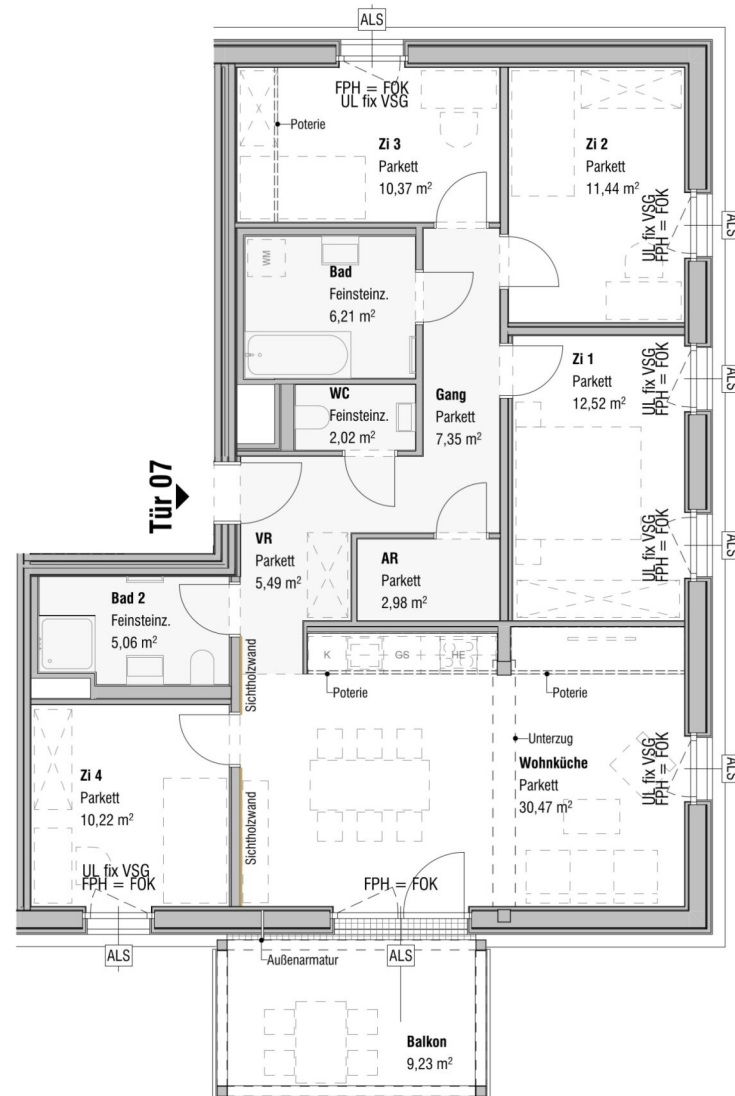 ALS
FPH = FOK
UL fix VSG
Poterie
Zi 3
Parkett
10,37 m²
Zi 2
Parkett
11,44 m²
UL fix VSG
FPH = FOK
ALS
WM
Bad
Feinsteinz.
6,21 m²
Zi 1
Parkett
12,52 m²
UL fix VSG
FPH = FOK
ALS
WC
Feinsteinz.
2,02 m²
Gang
Parkett
7,35 m²
Tür 07
VR
Parkett
5,49 m²
AR
Parkett
2,98 m²
UL fix VSG
FPH = FOK
ALS
Bad 2
Feinsteinz.
5,06 m²
Sichtholzwand
K
GS
HE
Poterie
Poterie
Unterzug
Wohnküche
Parkett
30,47 m²
UL fix VSG
FPH = FOK
ALS
Zi 4
Parkett
10,22 m²
Sichtholzwand
UL fix VSG
FPH = FOK
FPH = FOK
ALS
Außenarmatur
ALS
Balkon
9,23 m²